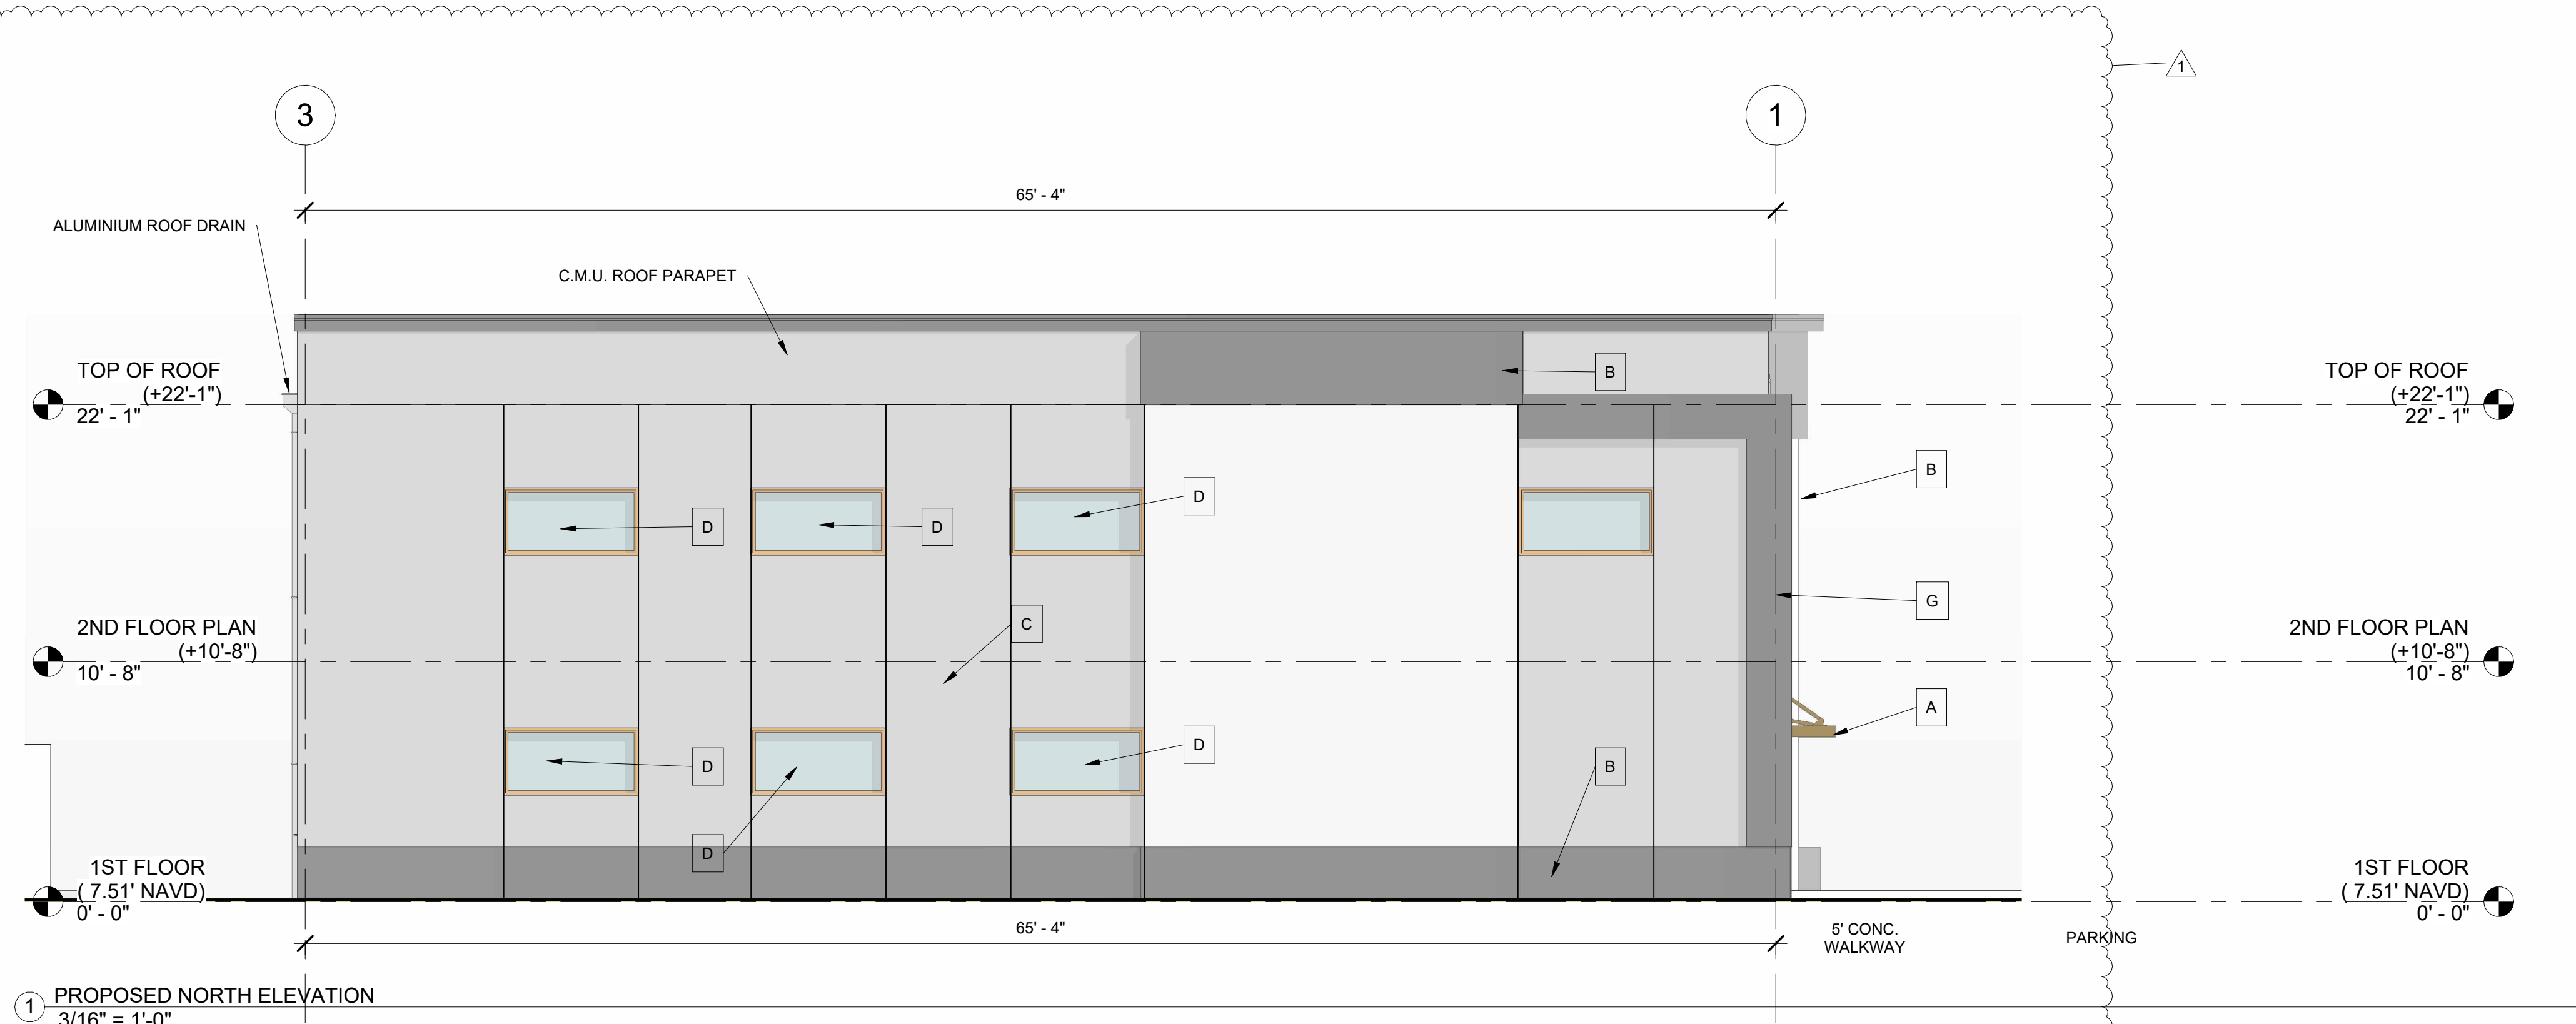 1
3
1
65' - 4"
ALUMINIUM ROOF DRAIN
C.M.U. ROOF PARAPET
TOP OF ROOF
(+22'-1")
22' - 1"
B
TOP OF ROOF
(+22'-1")
22' - 1"
B
D
D
D
G
C
2ND FLOOR PLAN
(+10'-8")
10' - 8"
2ND FLOOR PLAN
(+10'-8")
10' - 8"
A
D
D
B
D
1ST FLOOR
( 7.51' NAVD)
0' - 0"
1ST FLOOR
( 7.51' NAVD)
0' - 0"
65' - 4"
5' CONC.
WALKWAY
PARKING
1
PROPOSED NORTH ELEVATION
3/16" = 1'-0"